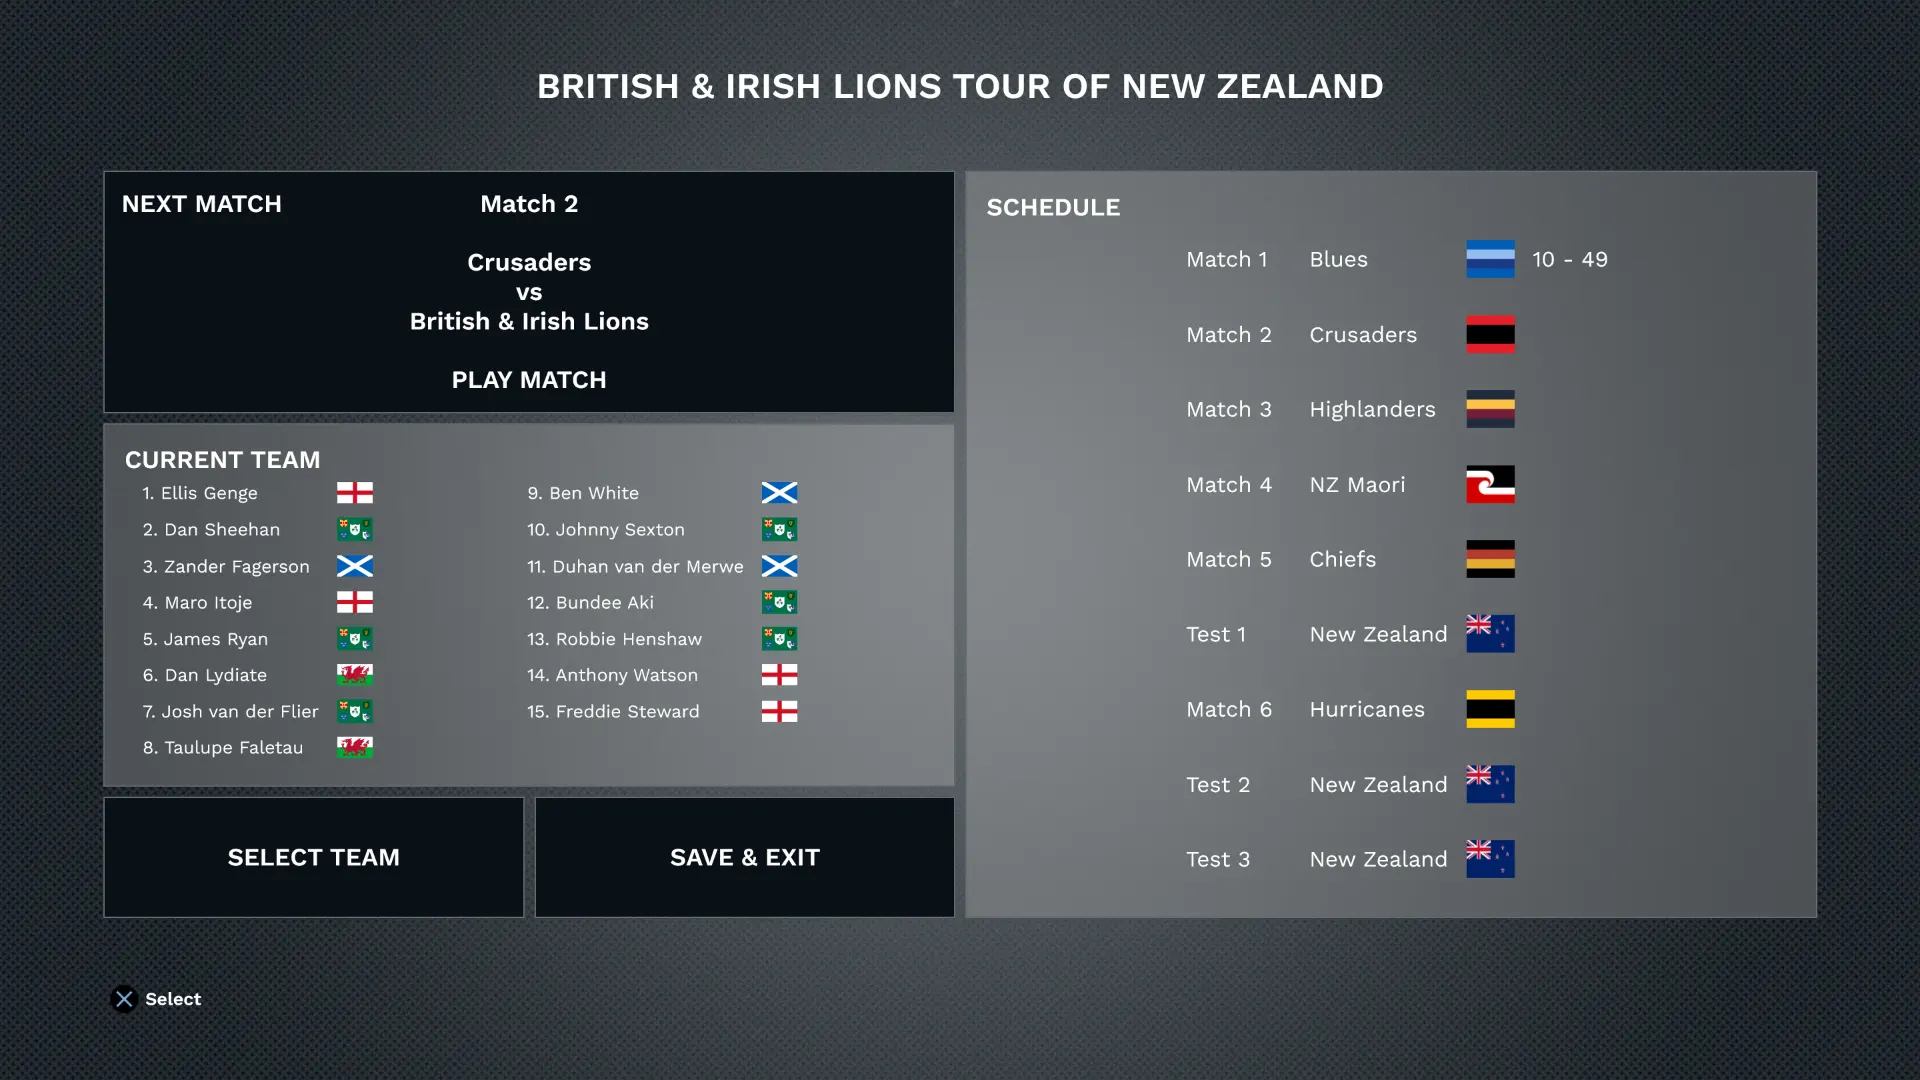 BRITISH & IRISH LIONS TOUR OF NEW ZEALAND
NEXT MATCH
Match 2
Crusaders
vs
British & Irish Lions
PLAY MATCH
CURRENT TEAM
1. Ellis Genge
2. Dan Sheehan
3. Zander Fagerson
4. Maro Itoje
5. James Ryan
6. Dan Lydiate
7. Josh van der Flier
8. Taulupe Faletau
9. Ben White
10. Johnny Sexton
11. Duhan van der Merwe
12. Bundee Aki
13. Robbie Henshaw
14. Anthony Watson
15. Freddie Steward
SELECT TEAM
SAVE & EXIT
SCHEDULE
Match 1 Blues 10 - 49
Match 2 Crusaders
Match 3 Highlanders
Match 4 NZ Maori
Match 5 Chiefs
Test 1 New Zealand
Match 6 Hurricanes
Test 2 New Zealand
Test 3 New Zealand
Select